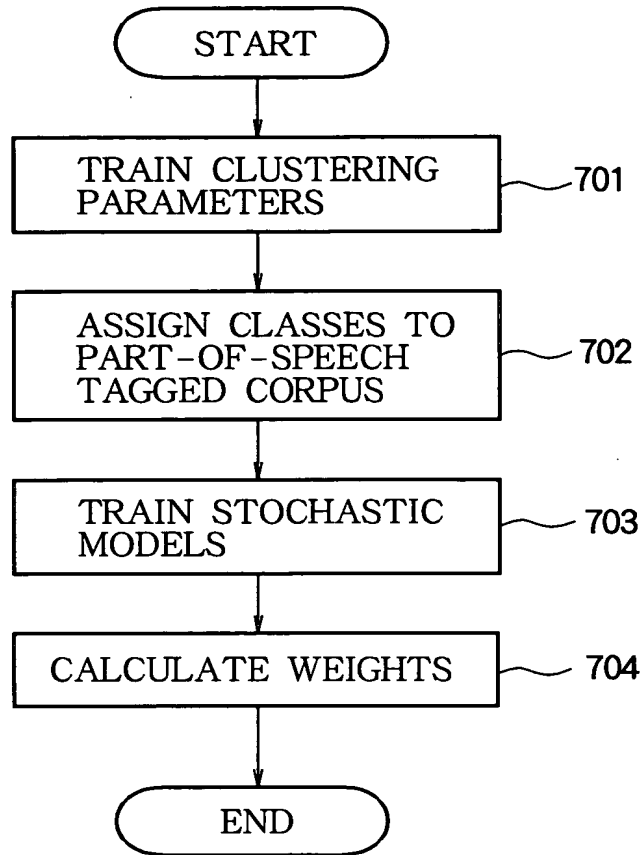 START
TRAIN CLUSTERING
PARAMETERS
701
ASSIGN CLASSES TO
PART-OF-SPEECH
TAGGED CORPUS
702
TRAIN STOCHASTIC
MODELS
703
CALCULATE WEIGHTS
704
END